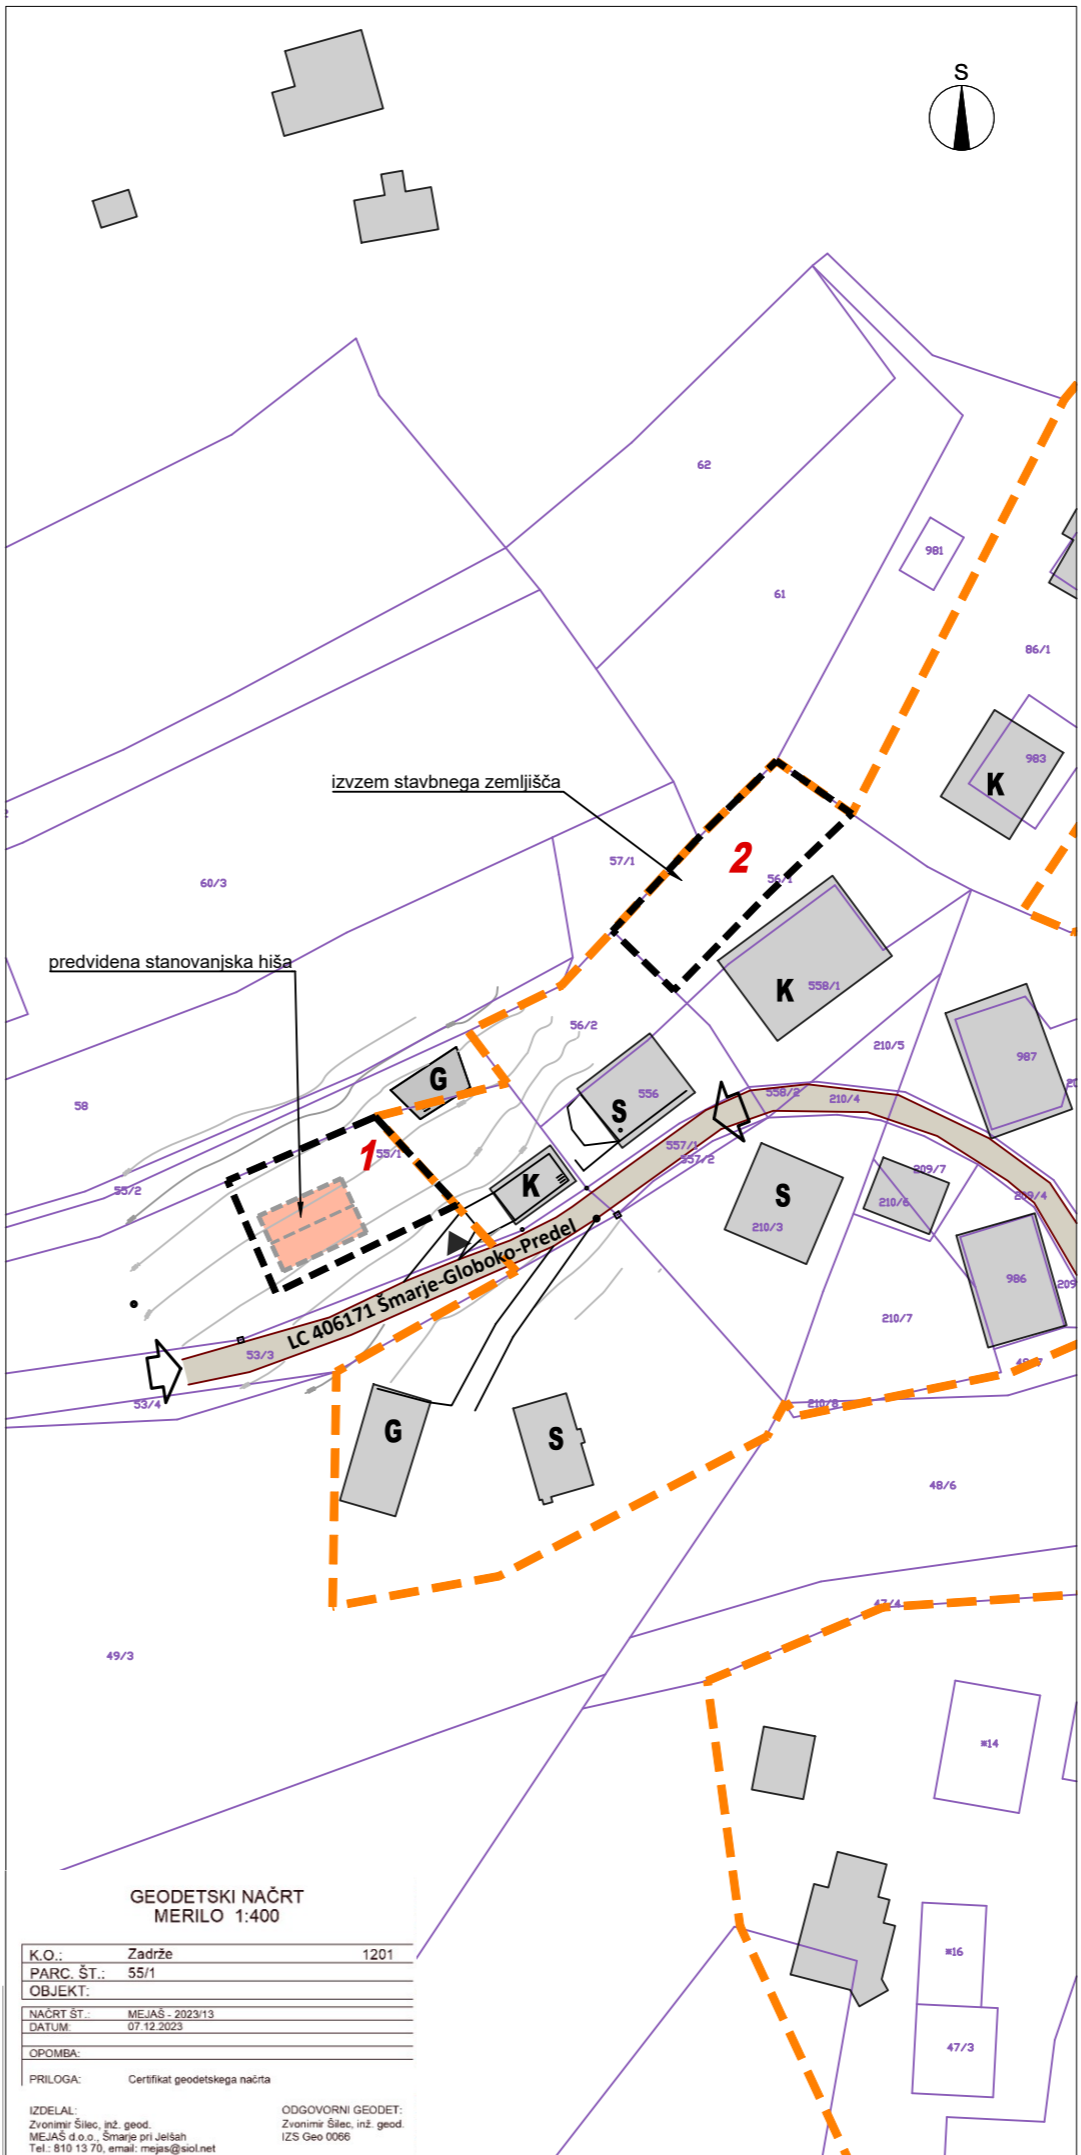 S
62
981
61
86/1
983
K
izvzem stavbnega zemljišča
57/1
2
56/1
60/3
predvidena stanovanjska hiša
K
558/1
56/2
210/5
987
G
58
556
S
558/2
210/4
557/1
557/2
1
55/1
55/2
K
S
210/3
209/7
210/6
209/4
LC 406171 Šmarje-Globoko-Predel
986
209
210/7
53/3
53/4
210/8
G
S
48/6
47/4
49/3
*14
*16
47/3
GEODETSKI NAČRT
MERILO 1:400
K.O.: Zadrže 1201
PARC. ŠT.: 55/1
OBJEKT:
NAČRT ŠT.: MEJAŠ - 2023/13
DATUM: 07.12.2023
OPOMBA:
PRILOGA: Certifikat geodetskega načrta
IZDELAL: ODGOVORNI GEODET:
Zvonimir Šilec, inž. geod. Zvonimir Šilec, inž. geod.
MEJAŠ d.o.o., Šmarje pri Jelšah IZS Geo 0066
Tel.: 810 13 70, email: mejas@siol.net